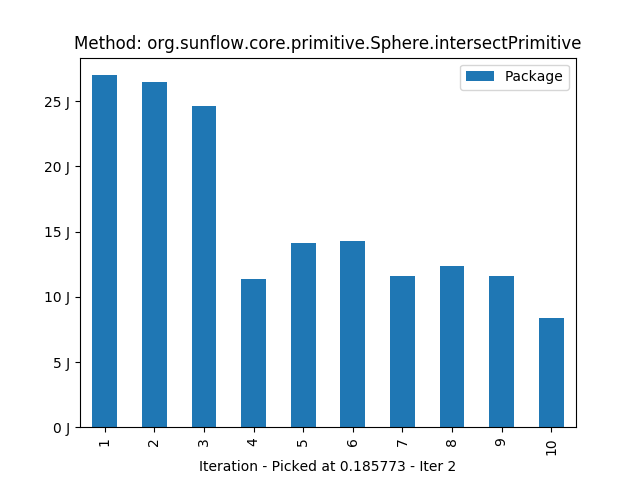 Method: org.sunflow.core.primitive.Sphere.intersectPrimitive
Package
25 J
20 J
15 J
10 J
5 J
0 J
1 2 3 4 5 6 7 8 9 10
Iteration - Picked at 0.185773 - Iter 2